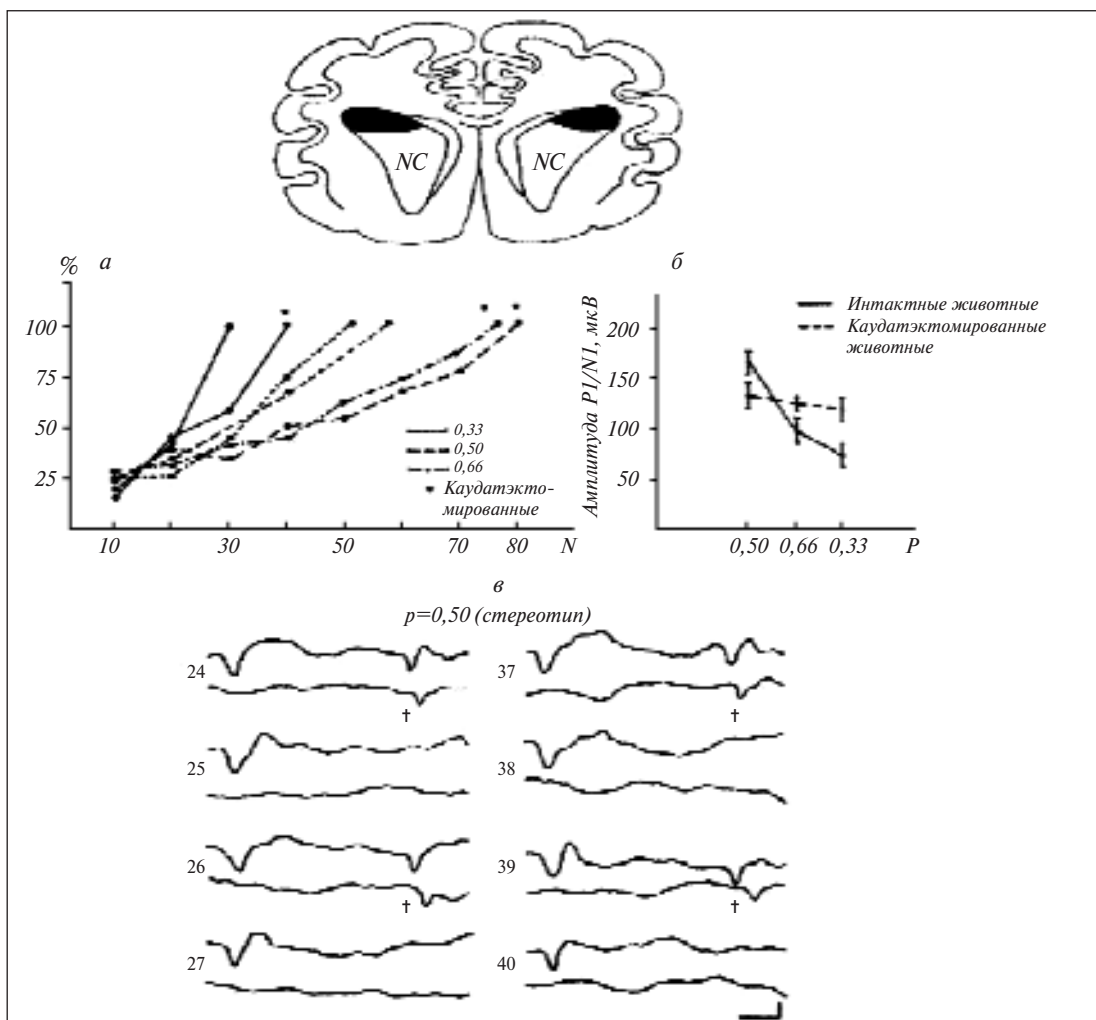 NC NC
% а
100
75
50
25
0,33
0,50
0,66
Каудатэкто-
мированные
10 30 50 70 80 N
б
Амплитуда P1/N1, мкВ
200
150
100
50
Интактные животные
Каудатэктомированные
животные
0,50 0,66 0,33 P
в
p=0,50 (стереотип)
24
†
37
†
25
38
26
†
39
†
27
40